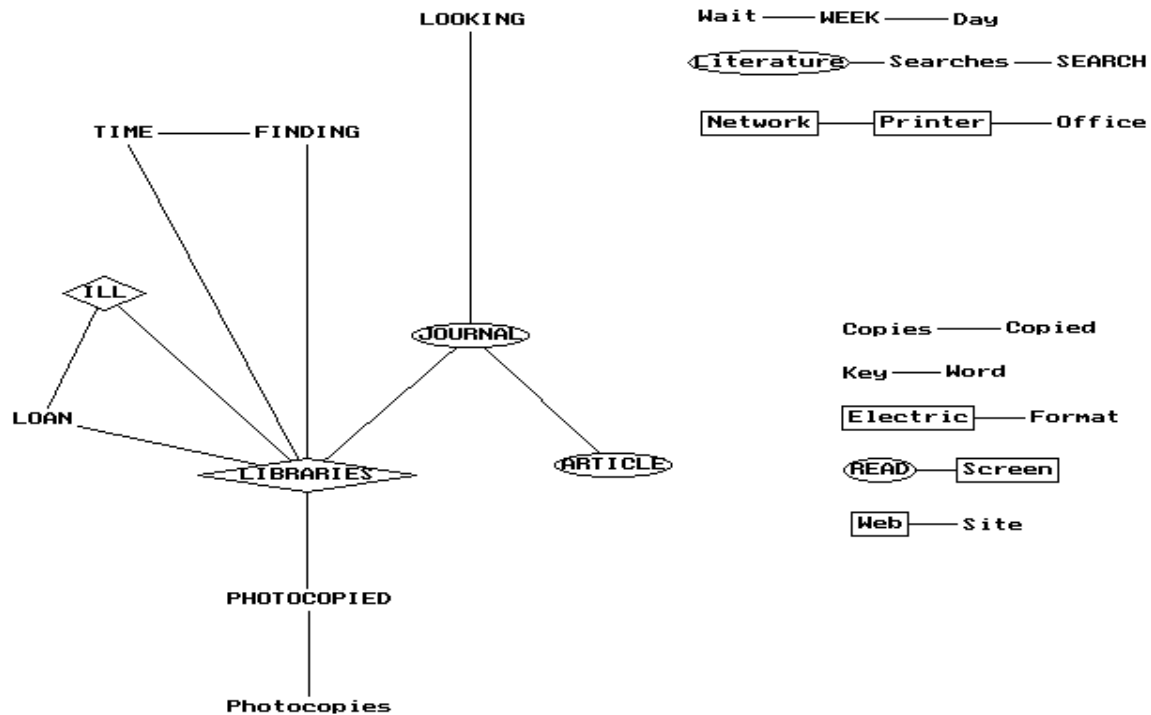 LOOKING
Wait WEEK Day
Literature Searches SEARCH
Network Printer Office
TIME FINDING
ILL
JOURNAL
Copies Copied
Key Word
Electric Format
LOAN
ARTICLE
READ Screen
LIBRARIES
Web Site
PHOTOCOPIED
Photocopies